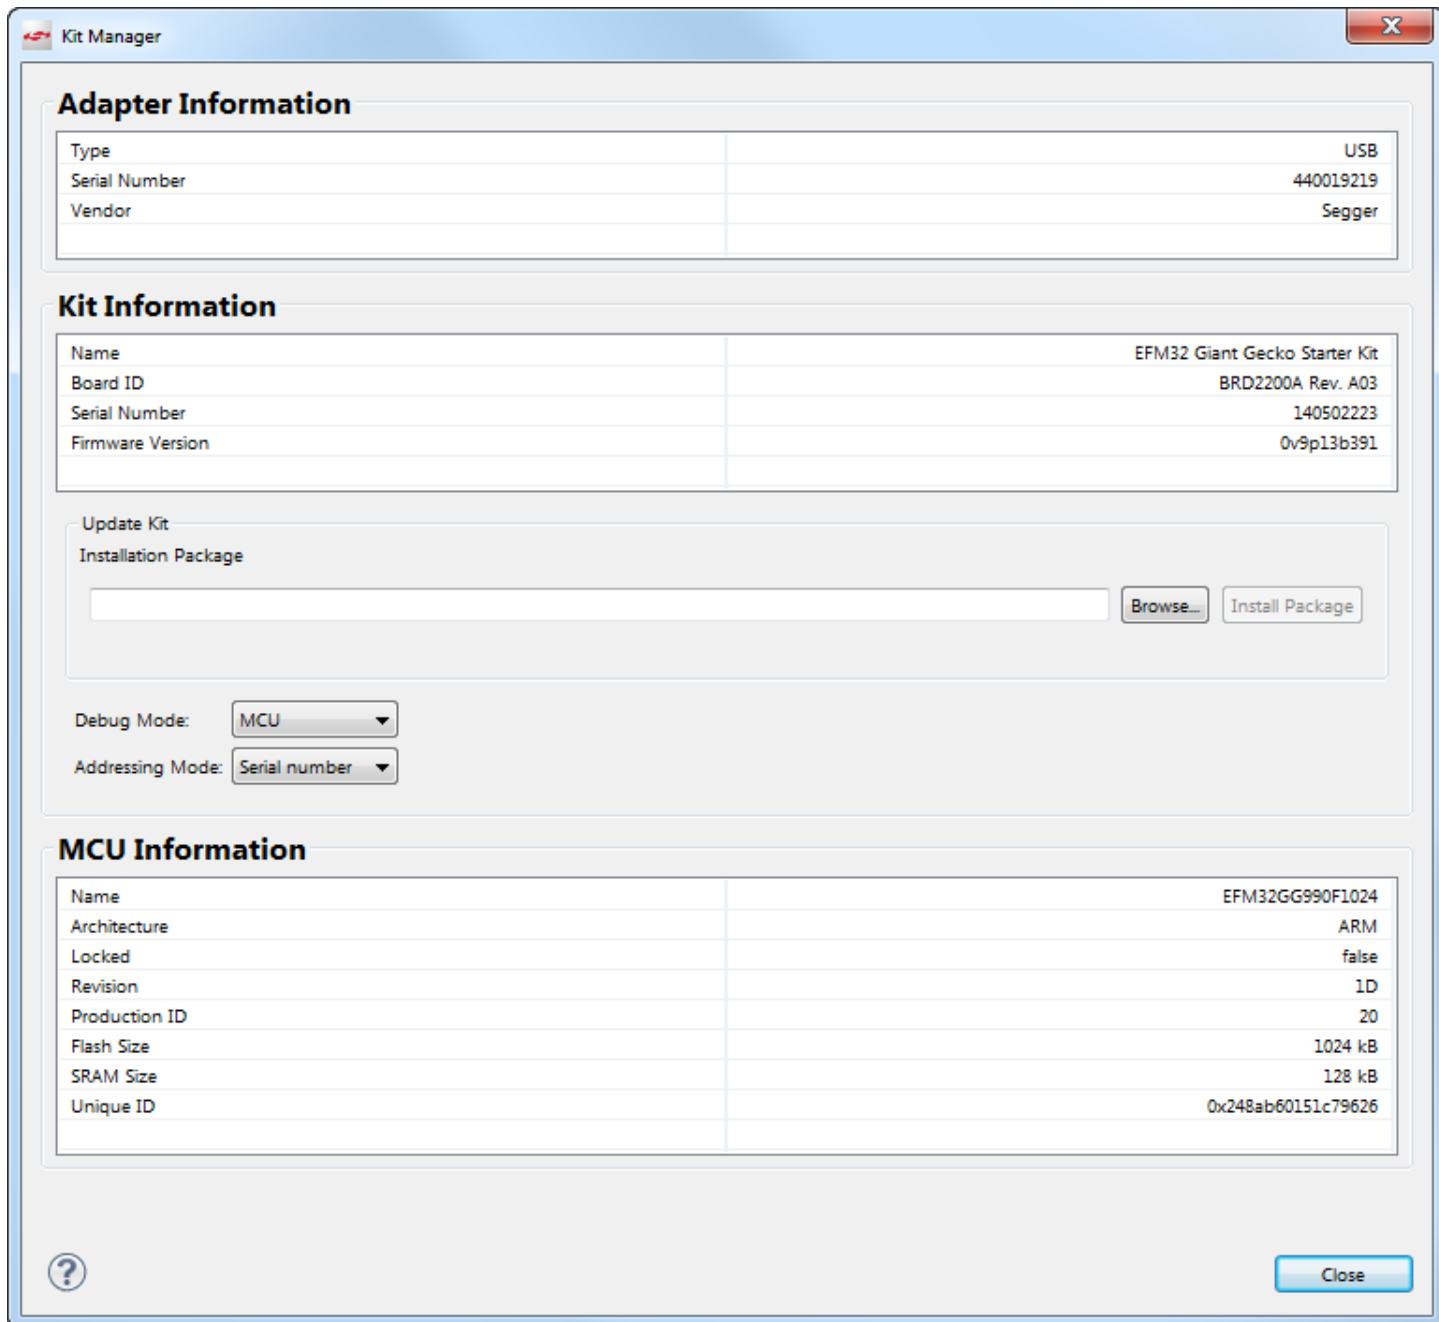 Kit Manager
Adapter Information
Type USB
Serial Number 440019219
Vendor Segger
Kit Information
Name EFM32 Giant Gecko Starter Kit
Board ID BRD2200A Rev. A03
Serial Number 140502223
Firmware Version 0v9p13b391
Update Kit
Installation Package
Browse... Install Package
Debug Mode: MCU
Addressing Mode: Serial number
MCU Information
Name EFM32GG990F1024
Architecture ARM
Locked false
Revision 1D
Production ID 20
Flash Size 1024 kB
SRAM Size 128 kB
Unique ID 0x248ab60151c79626
?
Close